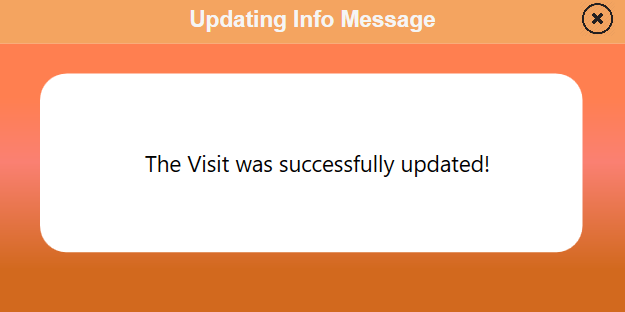 Updating Info Message
The Visit was successfully updated!